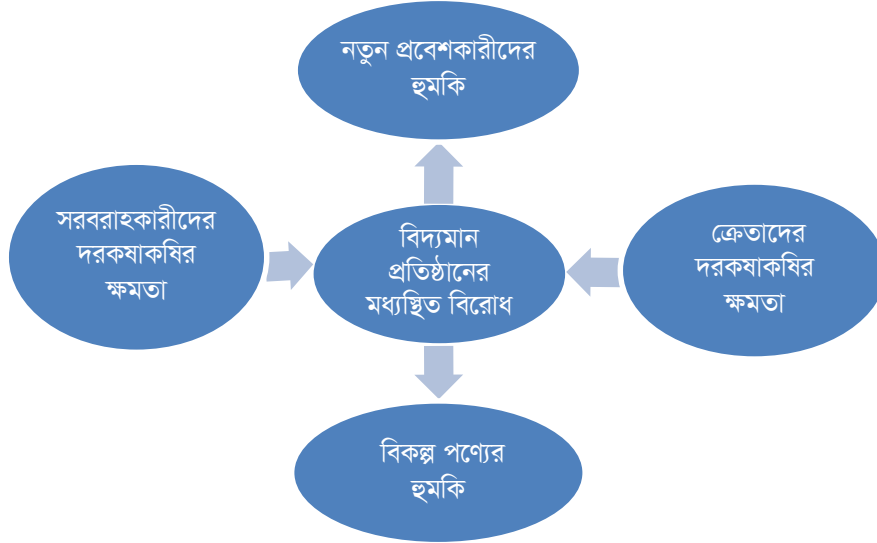 নতুন প্রবেশকারীদের
হুমকি
সরবরাহকারীদের
দরকষাকষির
ক্ষমতা
বিদ্যমান
প্রতিষ্ঠানের
মধ্যস্থিত বিরোধ
ক্রেতাদের
দরকষাকষির
ক্ষমতা
বিকল্প পণ্যের
হুমকি